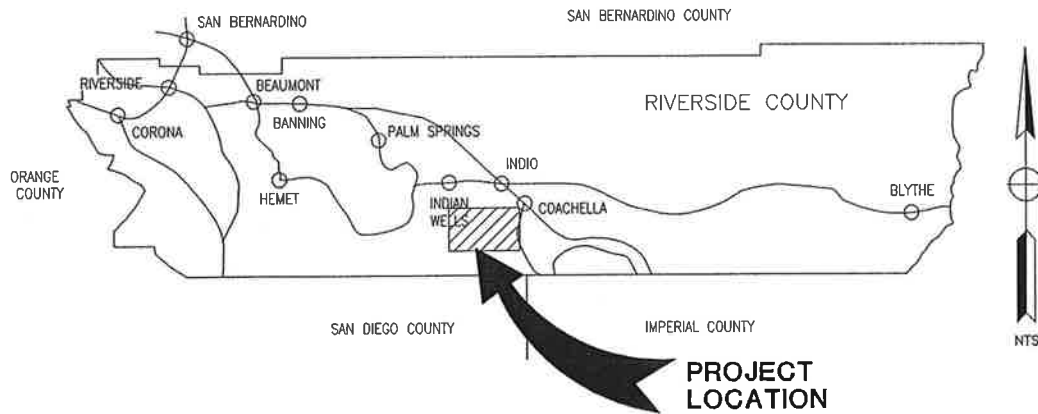 SAN BERNARDINO
SAN BERNARDINO COUNTY
RIVERSIDE
BEAUMONT
RIVERSIDE COUNTY
CORONA
BANNING
PALM SPRINGS
ORANGE
COUNTY
HEMET
INDIO
INDIAN
WELLS
COACHELLA
BLYTHE
SAN DIEGO COUNTY
IMPERIAL COUNTY
NTS
PROJECT
LOCATION